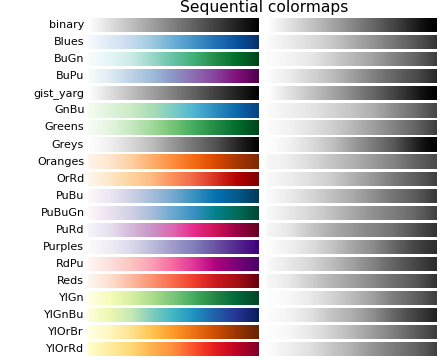 Sequential colormaps
binary
Blues
BuGn
BuPu
gist_yarg
GnBu
Greens
Greys
Oranges
OrRd
PuBu
PuBuGn
PuRd
Purples
RdPu
Reds
YlGn
YlGnBu
YlOrBr
YlOrRd